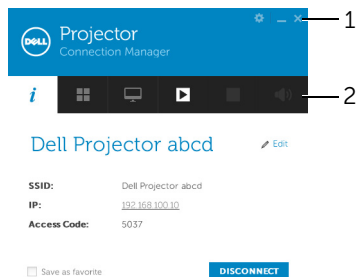 DELL
Projector
Connection Manager
1
i
2
Dell Projector abcd
Edit
SSID: Dell Projector abcd
IP: 192.168.100.10
Access Code: 5037
Save as favorite
DISCONNECT